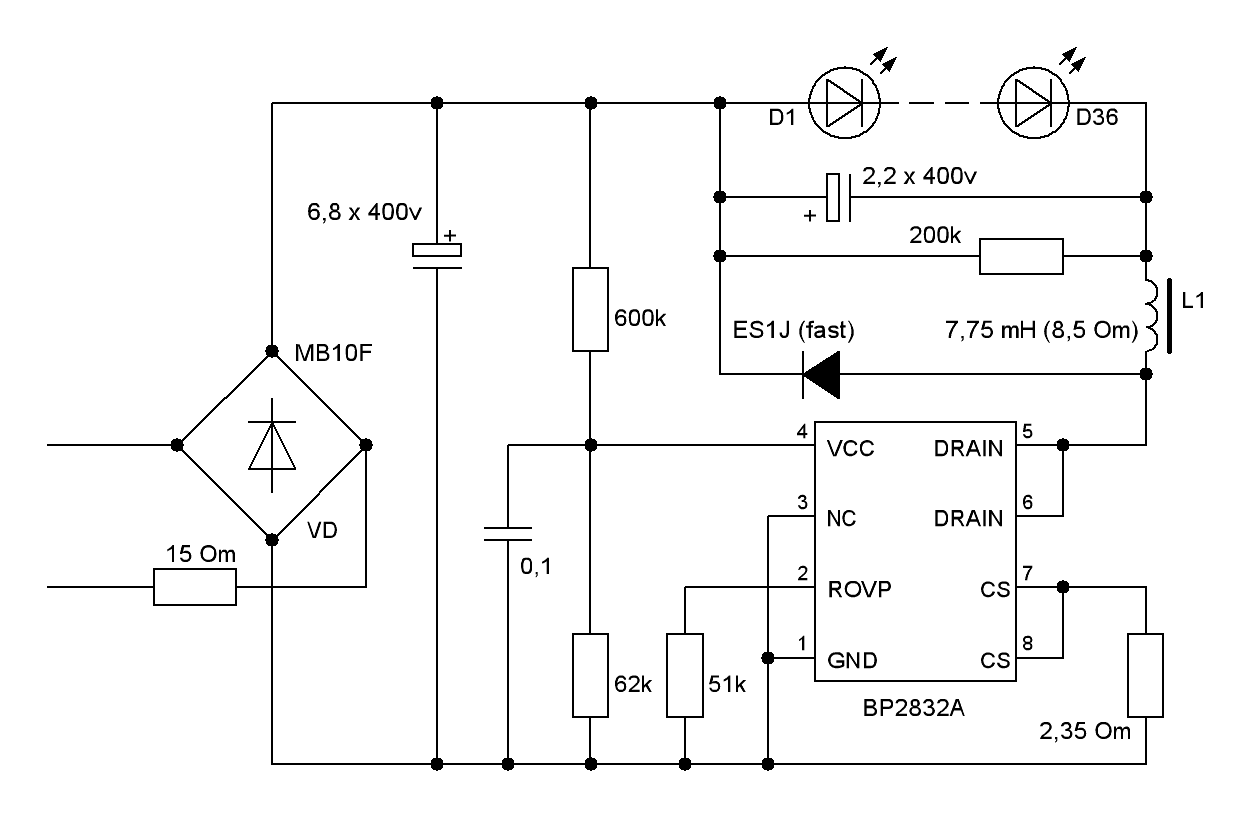 D1
D36
2,2 x 400v
+
6,8 x 400v
+
200k
L1
600k
ES1J (fast)
7,75 mH (8,5 Om)
MB10F
4
VCC
DRAIN
5
3
NC
DRAIN
6
VD
15 Om
0,1
2
ROVP
CS
7
1
GND
CS
8
62k
51k
BP2832A
2,35 Om